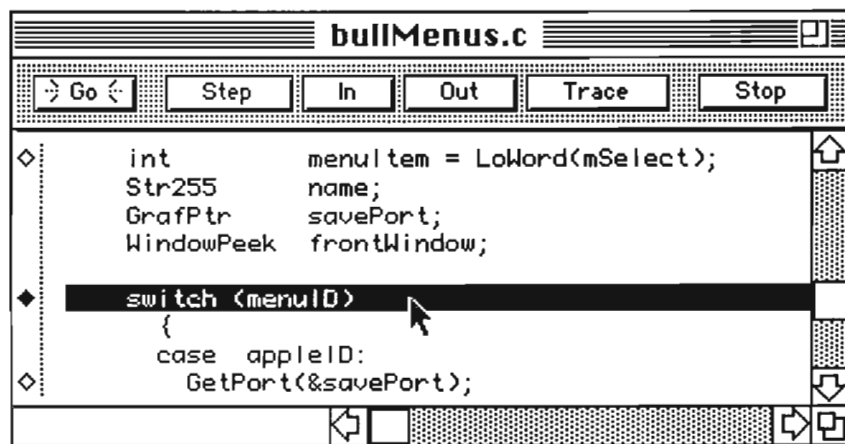 bullMenus.c
Go Step In Out Trace Stop
int menuItem = LoWord(mSelect);
Str255 name;
GrafPtr savePort;
WindowPeek frontWindow;
switch (menuID)
{
case appleID:
GetPort(&savePort);